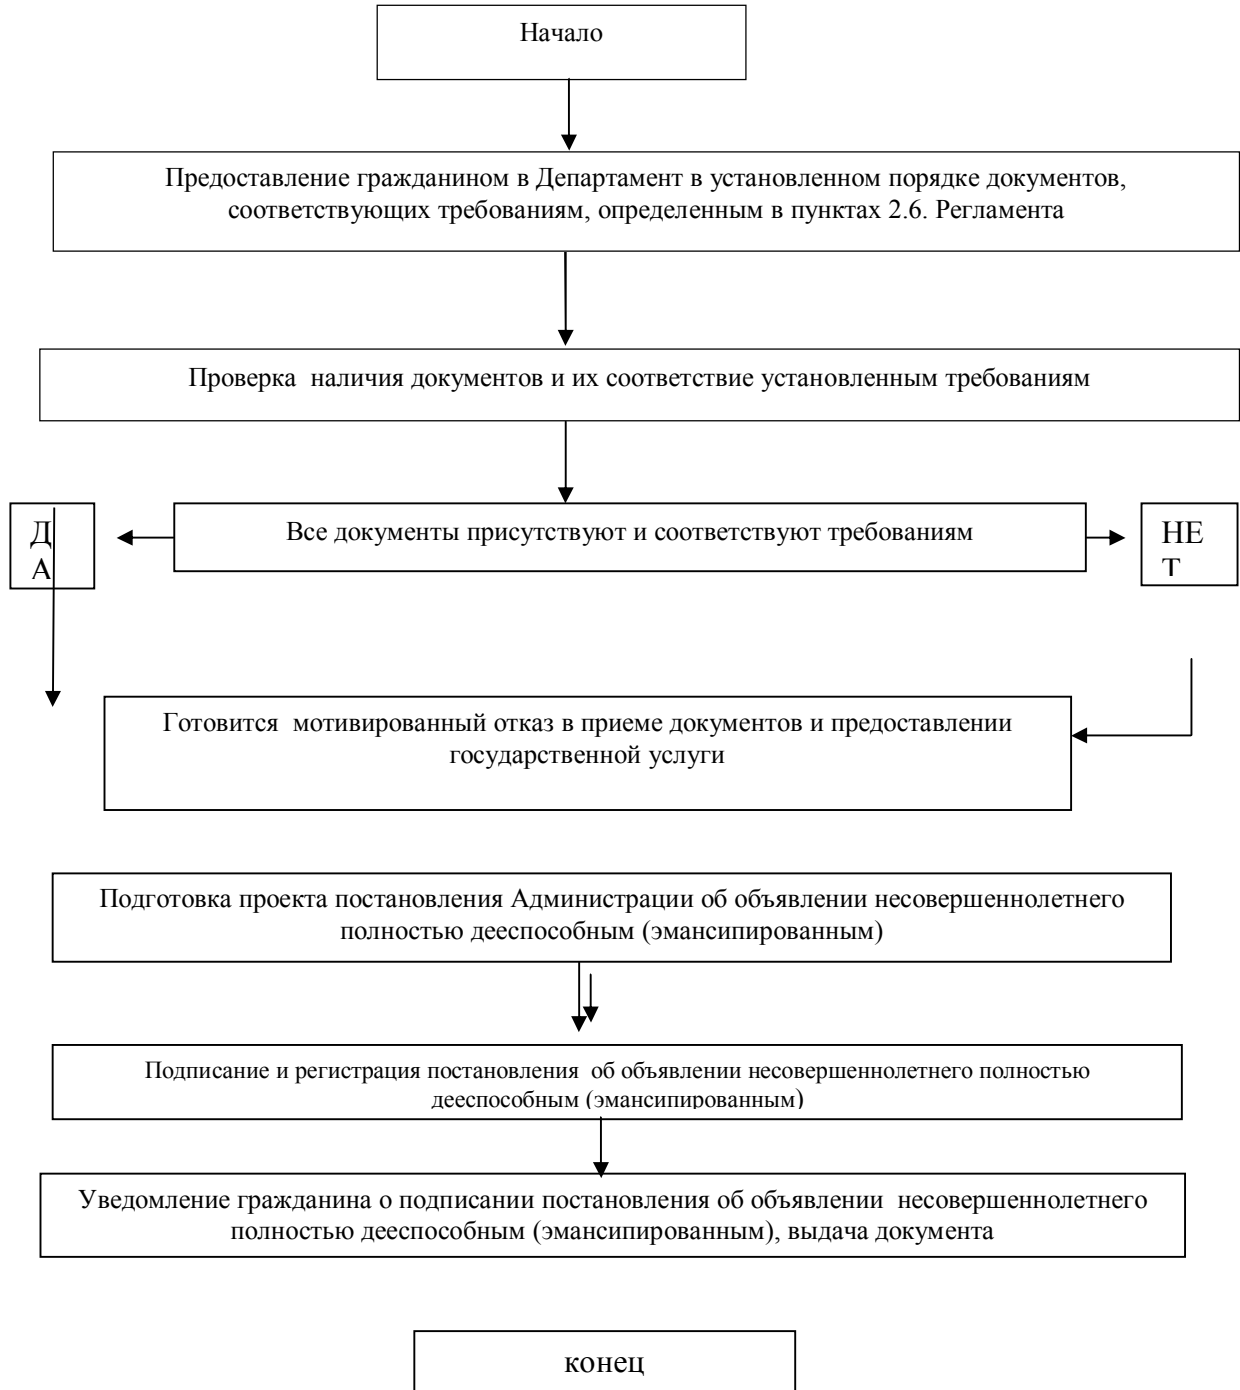 Начало
Предоставление гражданином в Департамент в установленном порядке документов,
соответствующих требованиям, определенным в пунктах 2.6. Регламента
Проверка наличия документов и их соответствие установленным требованиям
Д
А
Все документы присутствуют и соответствуют требованиям
НЕ
Т
Готовится мотивированный отказ в приеме документов и предоставлении
государственной услуги
Подготовка проекта постановления Администрации об объявлении несовершеннолетнего
полностью дееспособным (эмансипированным)
Подписание и регистрация постановления об объявлении несовершеннолетнего полностью
дееспособным (эмансипированным)
Уведомление гражданина о подписании постановления об объявлении несовершеннолетнего
полностью дееспособным (эмансипированным), выдача документа
конец